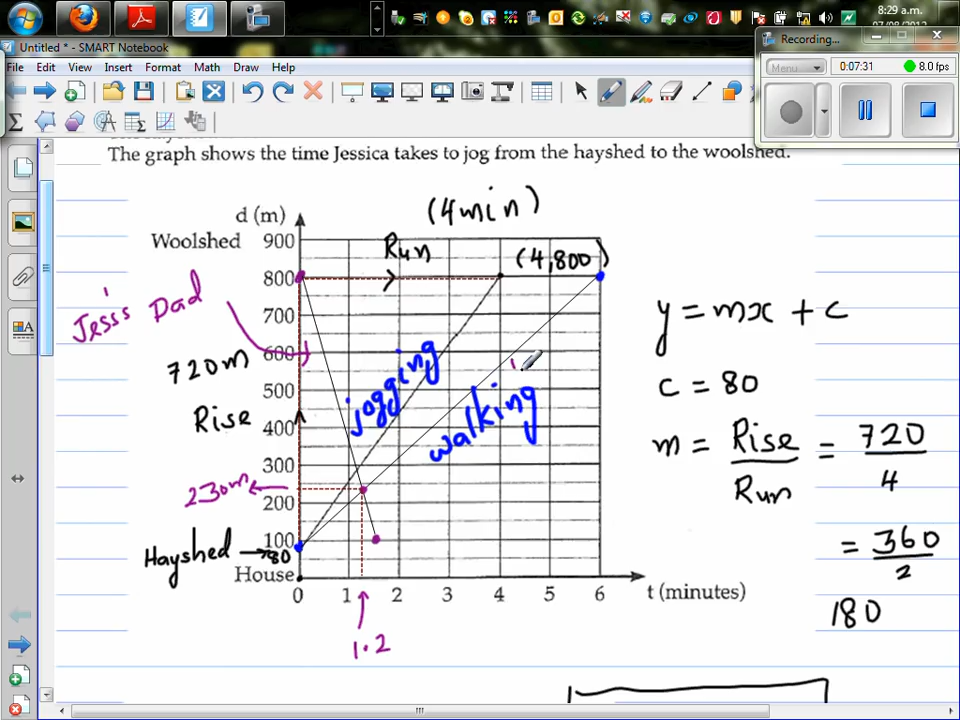 8:29 a.m.
07/08/2012
Untitled * - SMART Notebook
Recording...
File Edit View Insert Format Math Draw Help
Menu
0:07:31
8.0 fps
The graph shows the time Jessica takes to jog from the hayshed to the woolshed.
(4min)
d (m)
Woolshed
900
Run
(4,800)
800
Jess's Dad
700
y = mx + c
600
720m
500
c = 80
Rise
400
jogging
walking
m = Rise = 720
Run 4
300
230m
200
= 360
2
100
Hayshed
80
House
0 1 2 3 4 5 6
t (minutes)
180
1.2